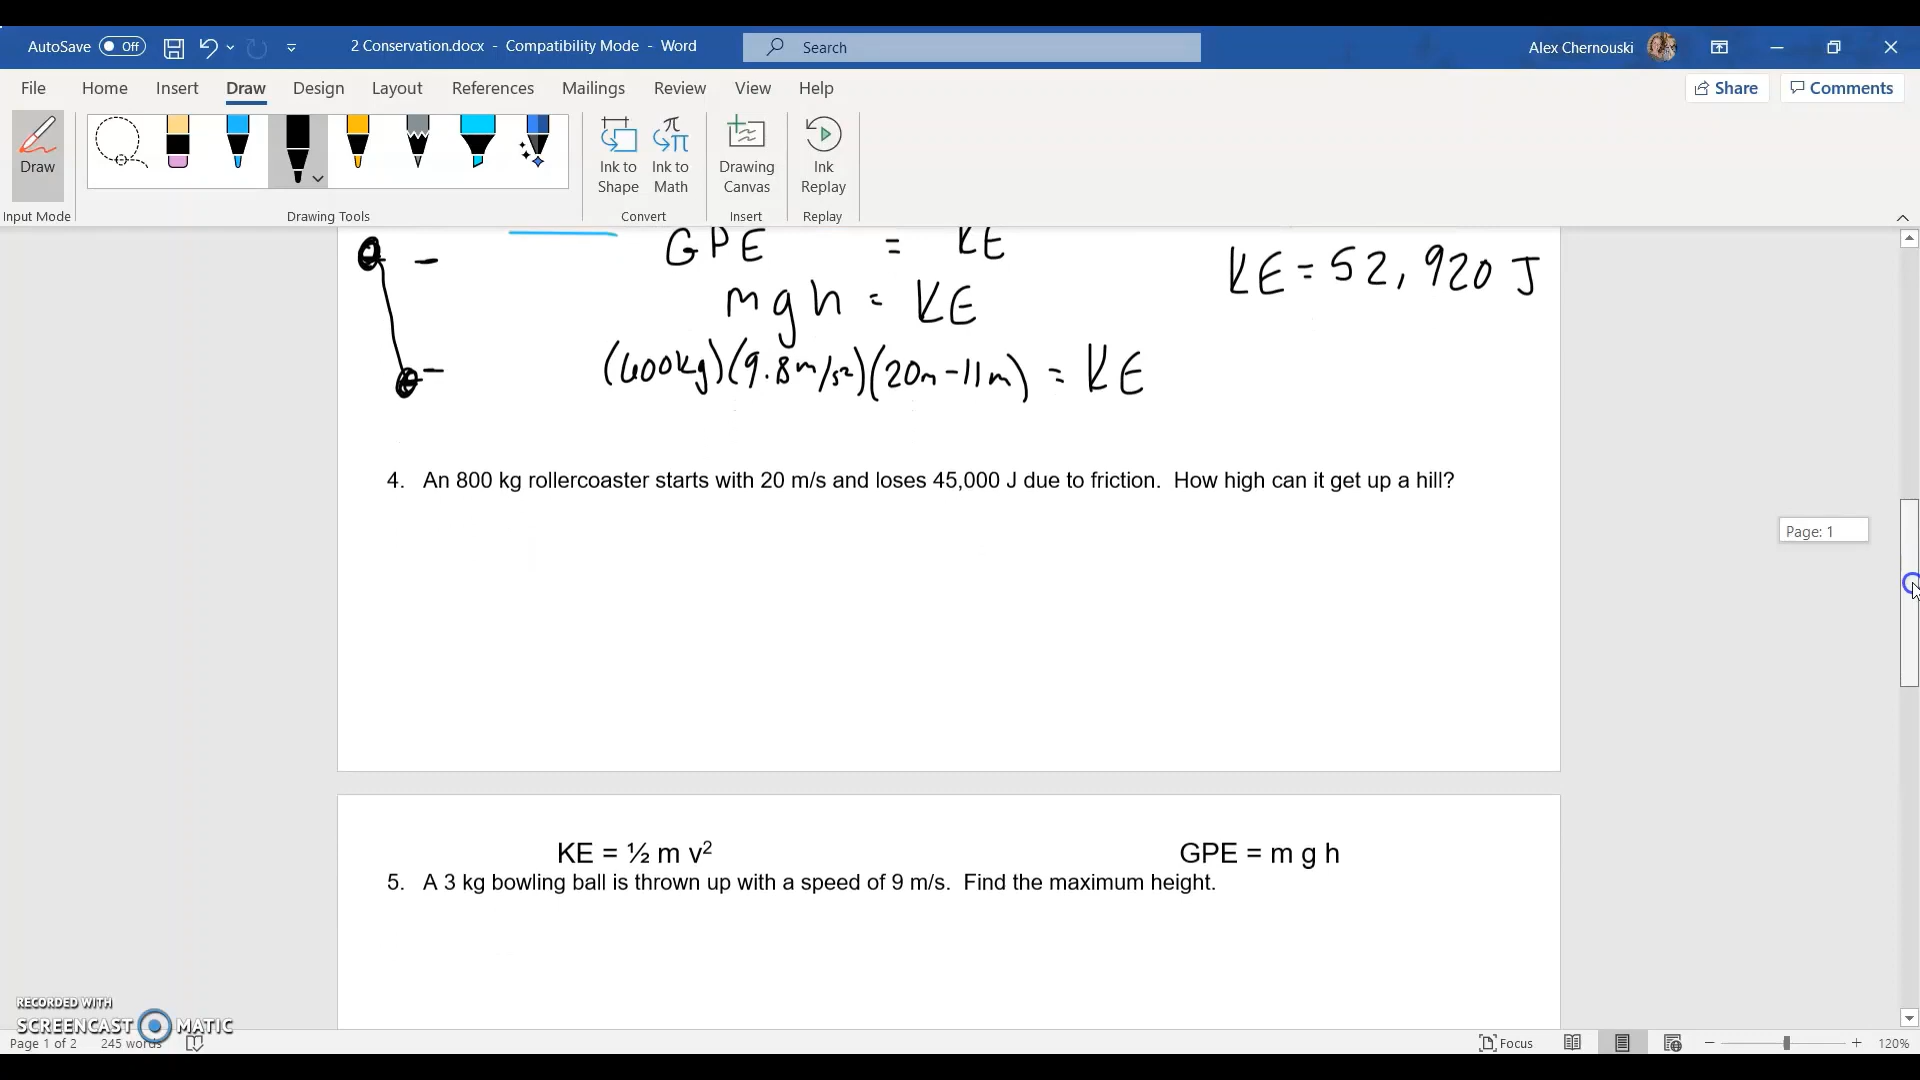 AutoSave Off 2 Conservation.docx - Compatibility Mode - Word Search Alex Chernouski
File Home Insert Draw Design Layout References Mailings Review View Help Share Comments
Draw Ink to Shape Ink to Math Drawing Canvas Ink Replay
Input Mode Drawing Tools Convert Insert Replay
GPE = KE
KE = 52,920 J
mgh = KE
(600kg)(9.8m/s²)(20m-11m) = KE
4. An 800 kg rollercoaster starts with 20 m/s and loses 45,000 J due to friction. How high can it get up a hill?
Page: 1
KE = ½ m v² GPE = m g h
5. A 3 kg bowling ball is thrown up with a speed of 9 m/s. Find the maximum height.
RECORDED WITH
SCREENCAST MATIC
Page 1 of 2 245 words Focus 120%